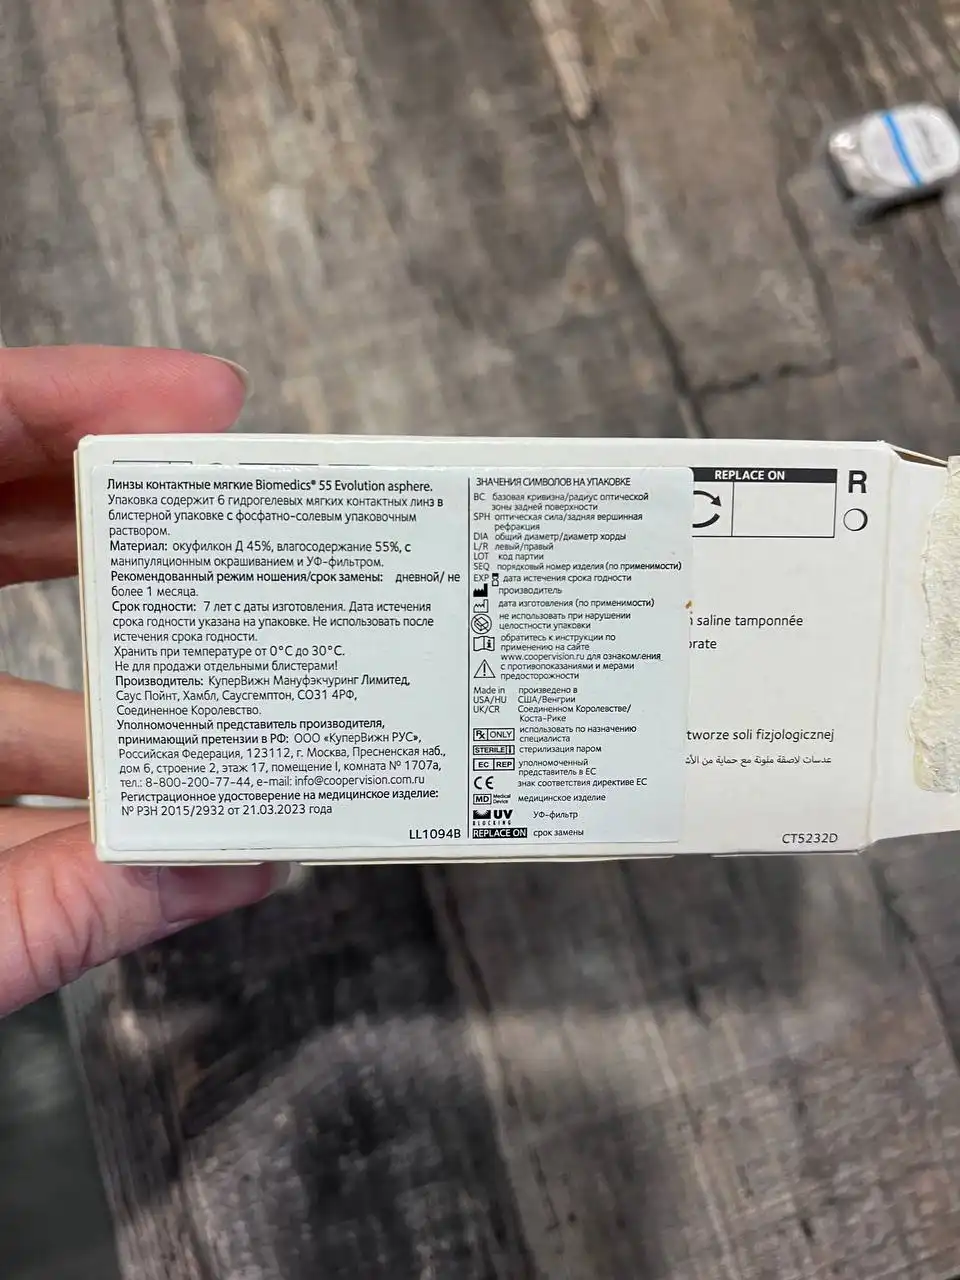 Линзы контактные мягкие Biomedics® 55 Evolution asphere.
Упаковка содержит 6 гидрогелевых мягких контактных линз в
блистерной упаковке с фосфатно-солевым упаковочным
раствором.
Материал: окуфилкон Д 45%, влагосодержание 55%, с
манипуляционным окрашиванием и УФ-фильтром.
Рекомендованный режим ношения/срок замены: дневной/ не
более 1 месяца.
Срок годности: 7 лет с даты изготовления. Дата истечения
срока годности указана на упаковке. Не использовать после
истечения срока годности.
Хранить при температуре от 0°С до 30°С.
Не для продажи отдельными блистерами!
Производитель: КуперВижн Мануфэкчуринг Лимитед,
Саус Пойнт, Хамбл, Саусгемптон, СО31 4РФ,
Соединенное Королевство.
Уполномоченный представитель производителя,
принимающий претензии в РФ: ООО «КуперВижн РУС»,
Российская Федерация, 123112, г. Москва, Пресненская наб.,
дом 6, строение 2, этаж 17, помещение I, комната № 1707а,
тел.: 8-800-200-77-44, e-mail: info@coopervision.com.ru
Регистрационное удостоверение на медицинское изделие:
№ РЗН 2015/2932 от 21.03.2023 года
LL1094B
ЗНАЧЕНИЯ СИМВОЛОВ НА УПАКОВКЕ
BC базовая кривизна/радиус оптической
зоны задней поверхности
SPH оптическая сила/задняя вершинная
рефракция
DIA общий диаметр/диаметр хорды
L/R левый/правый
LOT код партии
SEQ порядковый номер изделия (по применимости)
EXP дата истечения срока годности
производитель
дата изготовления (по применимости)
не использовать при нарушении
целостности упаковки
обратитесь к инструкции по
применению на сайте
www.coopervision.ru для ознакомления
с противопоказаниями и мерами
предосторожности
Made in произведено в
USA/HU США/Венгрии
UK/CR Соединенном Королевстве/
Коста-Рике
Rx ONLY использовать по назначению
специалиста
STERILE стерилизация паром
EC REP уполномоченный
представитель в ЕС
CE знак соответствия директиве ЕС
MD Medical Device медицинское изделие
UV BLOCKING УФ-фильтр
REPLACE ON срок замены
REPLACE ON
R
saline tamponnée
orate
tworze soli fizjologicznej
عدسات لاصقة ملونة مع حماية من الأش
CT5232D